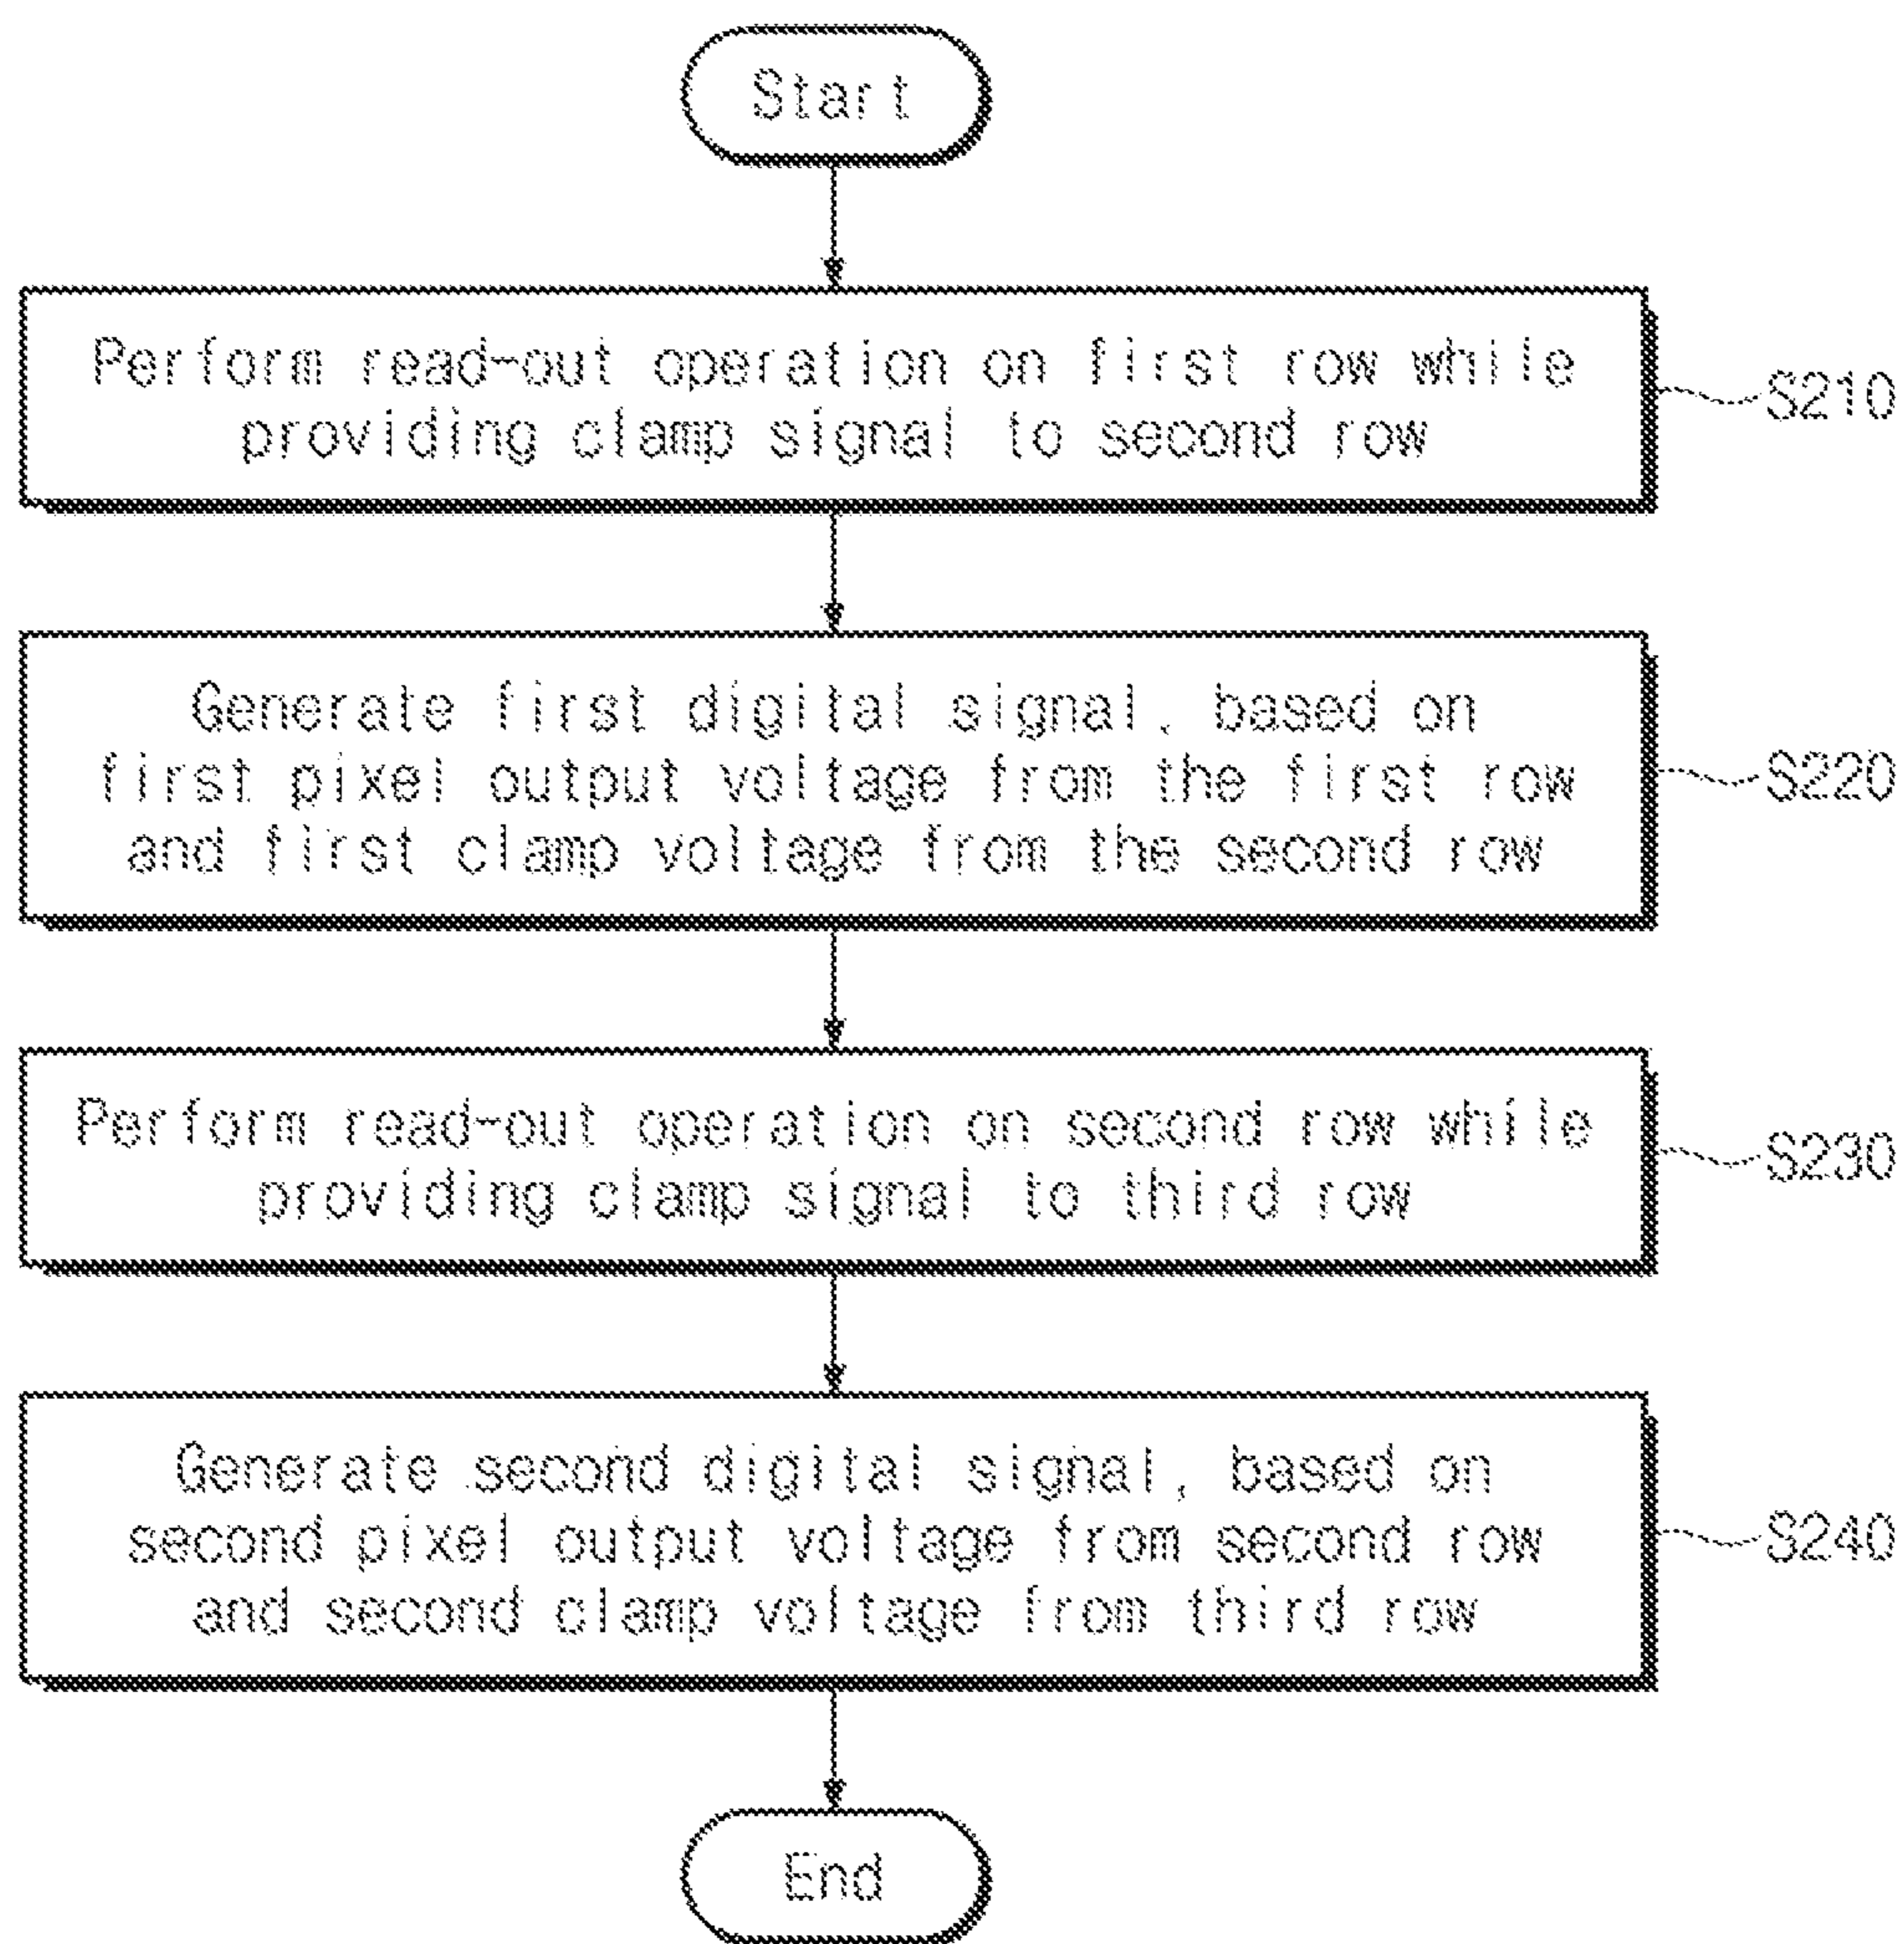 Start
Perform read-out operation on first row while
providing clamp signal to second row
S210
Generate first digital signal, based on
first pixel output voltage from the first row
and first clamp voltage from the second row
S220
Perform read-out operation on second row while
providing clamp signal to third row
S230
Generate second digital signal, based on
second pixel output voltage from second row
and second clamp voltage from third row
S240
End